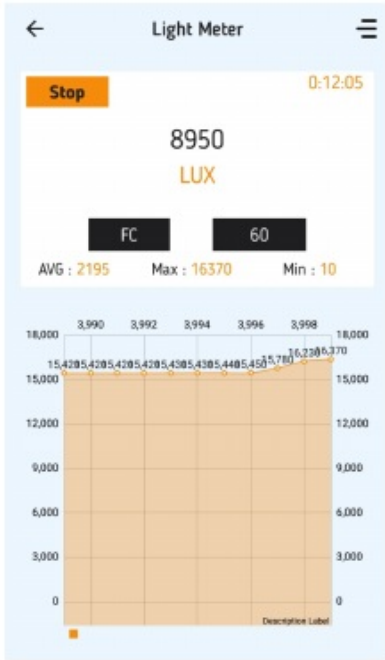 Light Meter
Stop
0:12:05
8950
LUX
FC
60
AVG : 2195 Max : 16370 Min : 10
3,990 3,992 3,994 3,996 3,998
18,000 18,000
15,420 15,420 15,420 15,420 15,430 15,430 15,440 15,450 15,780 16,230 16,370
15,000 15,000
12,000 12,000
9,000 9,000
6,000 6,000
3,000 3,000
0 0
Description Label